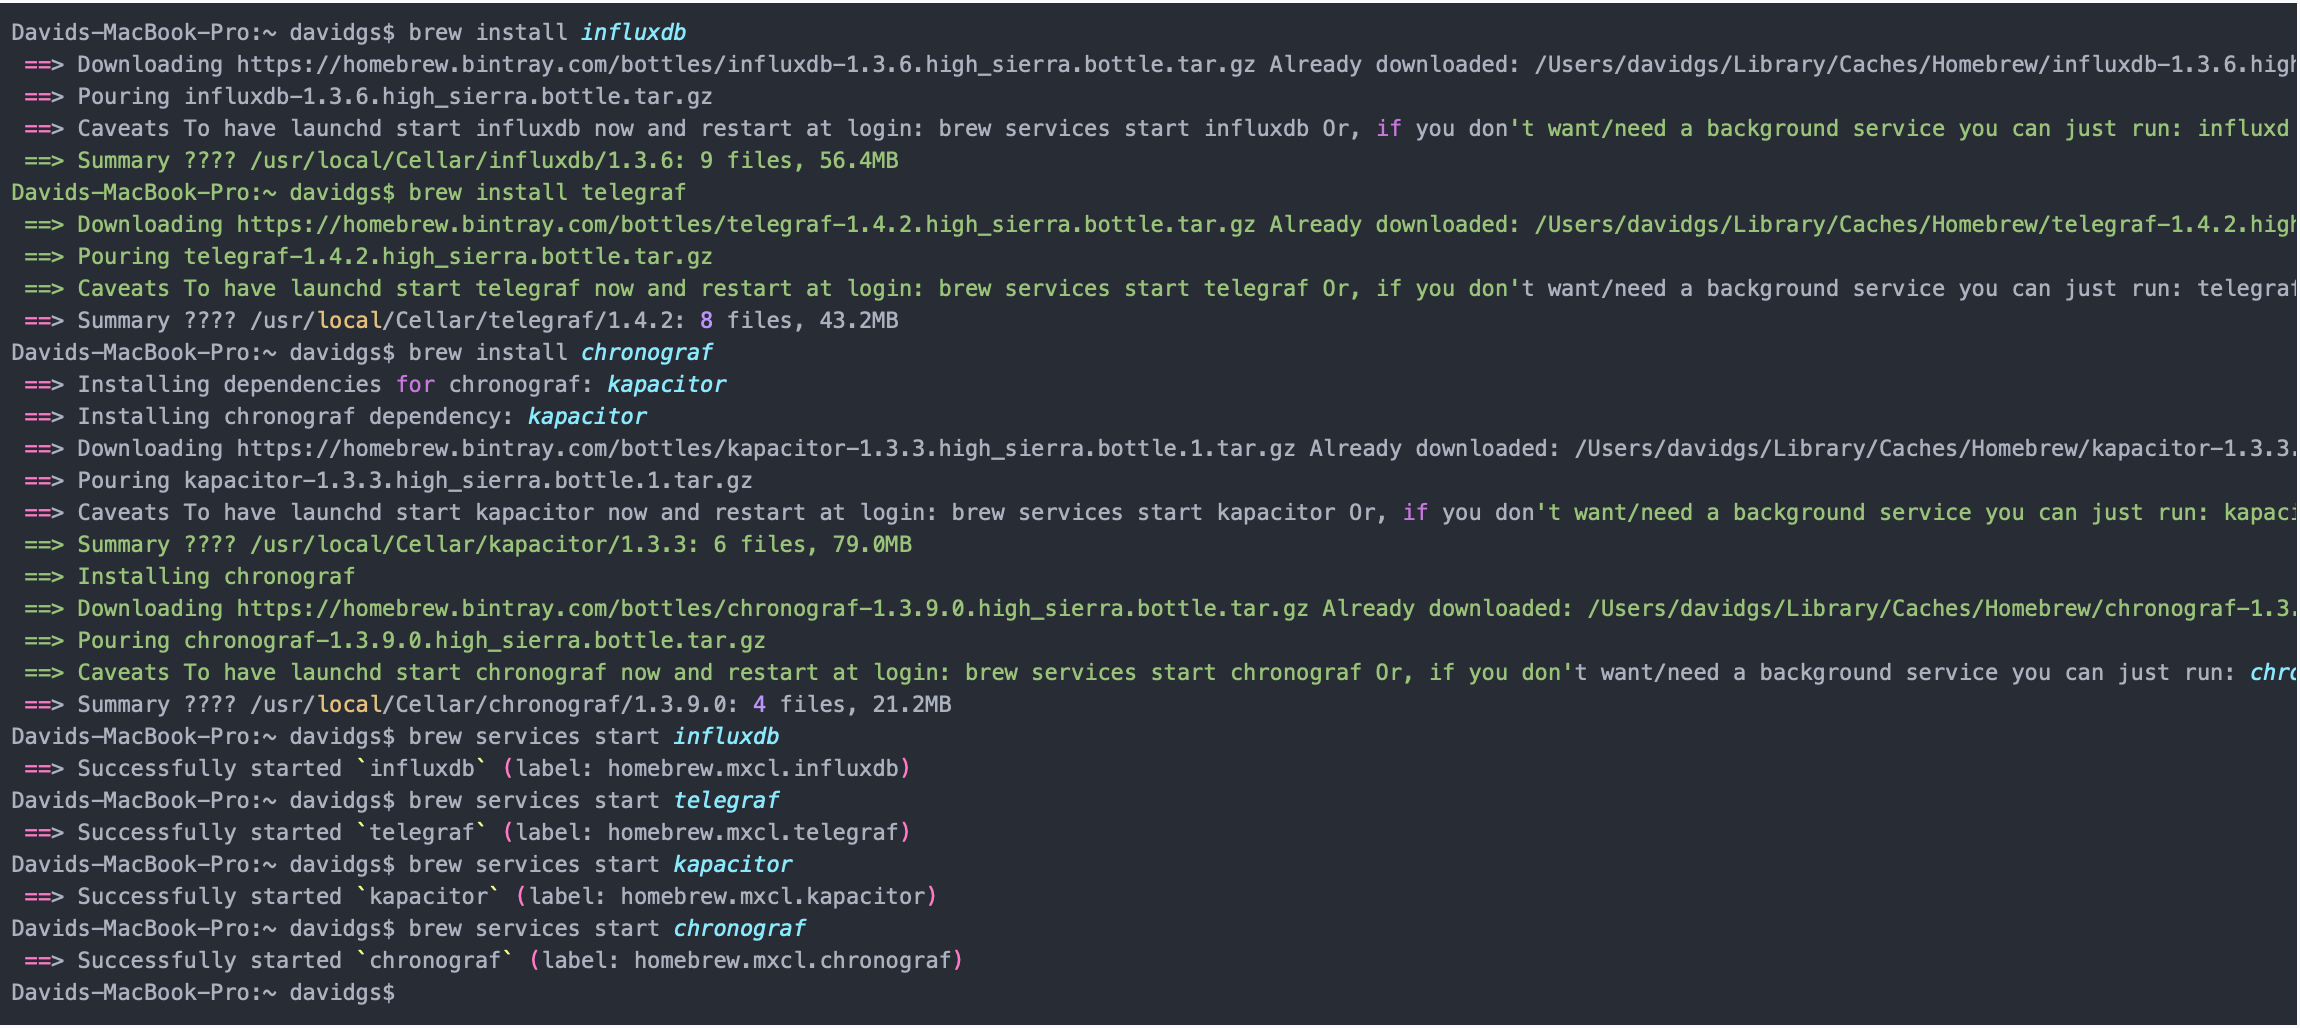 Davids-MacBook-Pro:~ davidgs$ brew install influxdb
==> Downloading https://homebrew.bintray.com/bottles/influxdb-1.3.6.high_sierra.bottle.tar.gz Already downloaded: /Users/davidgs/Library/Caches/Homebrew/influxdb-1.3.6.high
==> Pouring influxdb-1.3.6.high_sierra.bottle.tar.gz
==> Caveats To have launchd start influxdb now and restart at login: brew services start influxdb Or, if you don't want/need a background service you can just run: influxd
==> Summary ???? /usr/local/Cellar/influxdb/1.3.6: 9 files, 56.4MB
Davids-MacBook-Pro:~ davidgs$ brew install telegraf
==> Downloading https://homebrew.bintray.com/bottles/telegraf-1.4.2.high_sierra.bottle.tar.gz Already downloaded: /Users/davidgs/Library/Caches/Homebrew/telegraf-1.4.2.high
==> Pouring telegraf-1.4.2.high_sierra.bottle.tar.gz
==> Caveats To have launchd start telegraf now and restart at login: brew services start telegraf Or, if you don't want/need a background service you can just run: telegraf
==> Summary ???? /usr/local/Cellar/telegraf/1.4.2: 8 files, 43.2MB
Davids-MacBook-Pro:~ davidgs$ brew install chronograf
==> Installing dependencies for chronograf: kapacitor
==> Installing chronograf dependency: kapacitor
==> Downloading https://homebrew.bintray.com/bottles/kapacitor-1.3.3.high_sierra.bottle.1.tar.gz Already downloaded: /Users/davidgs/Library/Caches/Homebrew/kapacitor-1.3.3.
==> Pouring kapacitor-1.3.3.high_sierra.bottle.1.tar.gz
==> Caveats To have launchd start kapacitor now and restart at login: brew services start kapacitor Or, if you don't want/need a background service you can just run: kapaci
==> Summary ???? /usr/local/Cellar/kapacitor/1.3.3: 6 files, 79.0MB
==> Installing chronograf
==> Downloading https://homebrew.bintray.com/bottles/chronograf-1.3.9.0.high_sierra.bottle.tar.gz Already downloaded: /Users/davidgs/Library/Caches/Homebrew/chronograf-1.3.
==> Pouring chronograf-1.3.9.0.high_sierra.bottle.tar.gz
==> Caveats To have launchd start chronograf now and restart at login: brew services start chronograf Or, if you don't want/need a background service you can just run: chro
==> Summary ???? /usr/local/Cellar/chronograf/1.3.9.0: 4 files, 21.2MB
Davids-MacBook-Pro:~ davidgs$ brew services start influxdb
==> Successfully started `influxdb` (label: homebrew.mxcl.influxdb)
Davids-MacBook-Pro:~ davidgs$ brew services start telegraf
==> Successfully started `telegraf` (label: homebrew.mxcl.telegraf)
Davids-MacBook-Pro:~ davidgs$ brew services start kapacitor
==> Successfully started `kapacitor` (label: homebrew.mxcl.kapacitor)
Davids-MacBook-Pro:~ davidgs$ brew services start chronograf
==> Successfully started `chronograf` (label: homebrew.mxcl.chronograf)
Davids-MacBook-Pro:~ davidgs$